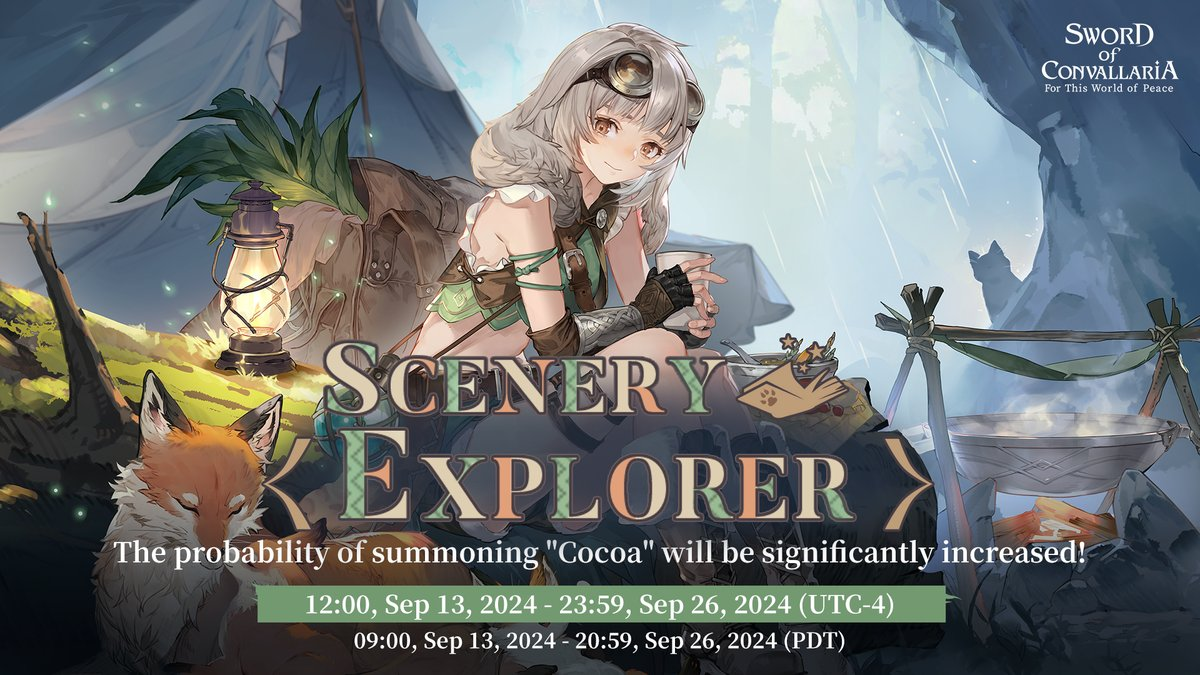 SWORD
of
CONVALLARIA
For This World of Peace
SCENERY
EXPLORER
The probability of summoning "Cocoa" will be significantly increased!
12:00, Sep 13, 2024 - 23:59, Sep 26, 2024 (UTC-4)
09:00, Sep 13, 2024 - 20:59, Sep 26, 2024 (PDT)